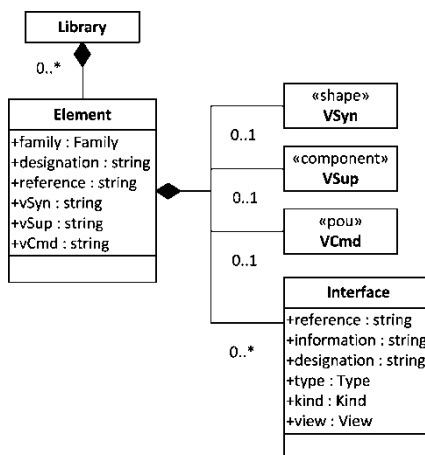 Library
0..*
Element
+family : Family
+designation : string
+reference : string
+vSyn : string
+vSup : string
+vCmd : string
«shape»
VSyn
0..1
«component»
VSup
0..1
«pou»
VCmd
0..1
Interface
+reference : string
+information : string
+designation : string
+type : Type
+kind : Kind
+view : View
0..*